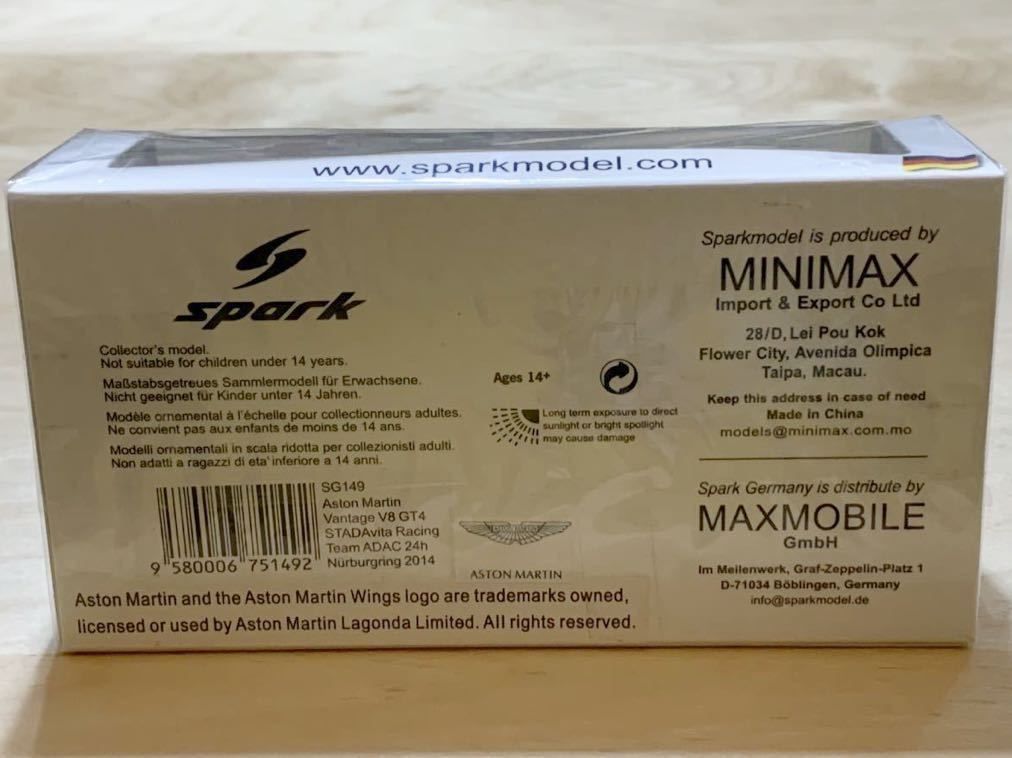 www.sparkmodel.com
spark
Collector's model.
Not suitable for children under 14 years.
Maßstabsgetreues Sammlermodell für Erwachsene.
Nicht geeignet für Kinder unter 14 Jahren.
Modèle ornemental à l'échelle pour collectionneurs adultes.
Ne convient pas aux enfants de moins de 14 ans.
Modelli ornamentali in scala ridotta per collezionisti adulti.
Non adatti a ragazzi di eta' inferiore a 14 anni.
Ages 14+
Long term exposure to direct
sunlight or bright spotlight
may cause damage
SG149
Aston Martin
Vantage V8 GT4
STADAvita Racing
Team ADAC 24h
Nürburgring 2014
9 580006 751492
ASTON MARTIN
Aston Martin and the Aston Martin Wings logo are trademarks owned,
licensed or used by Aston Martin Lagonda Limited. All rights reserved.
Sparkmodel is produced by
MINIMAX
Import & Export Co Ltd
28/D, Lei Pou Kok
Flower City, Avenida Olimpica
Taipa, Macau.
Keep this address in case of need
Made in China
models@minimax.com.mo
Spark Germany is distribute by
MAXMOBILE
GmbH
Im Meilenwerk, Graf-Zeppelin-Platz 1
D-71034 Böblingen, Germany
info@sparkmodel.de